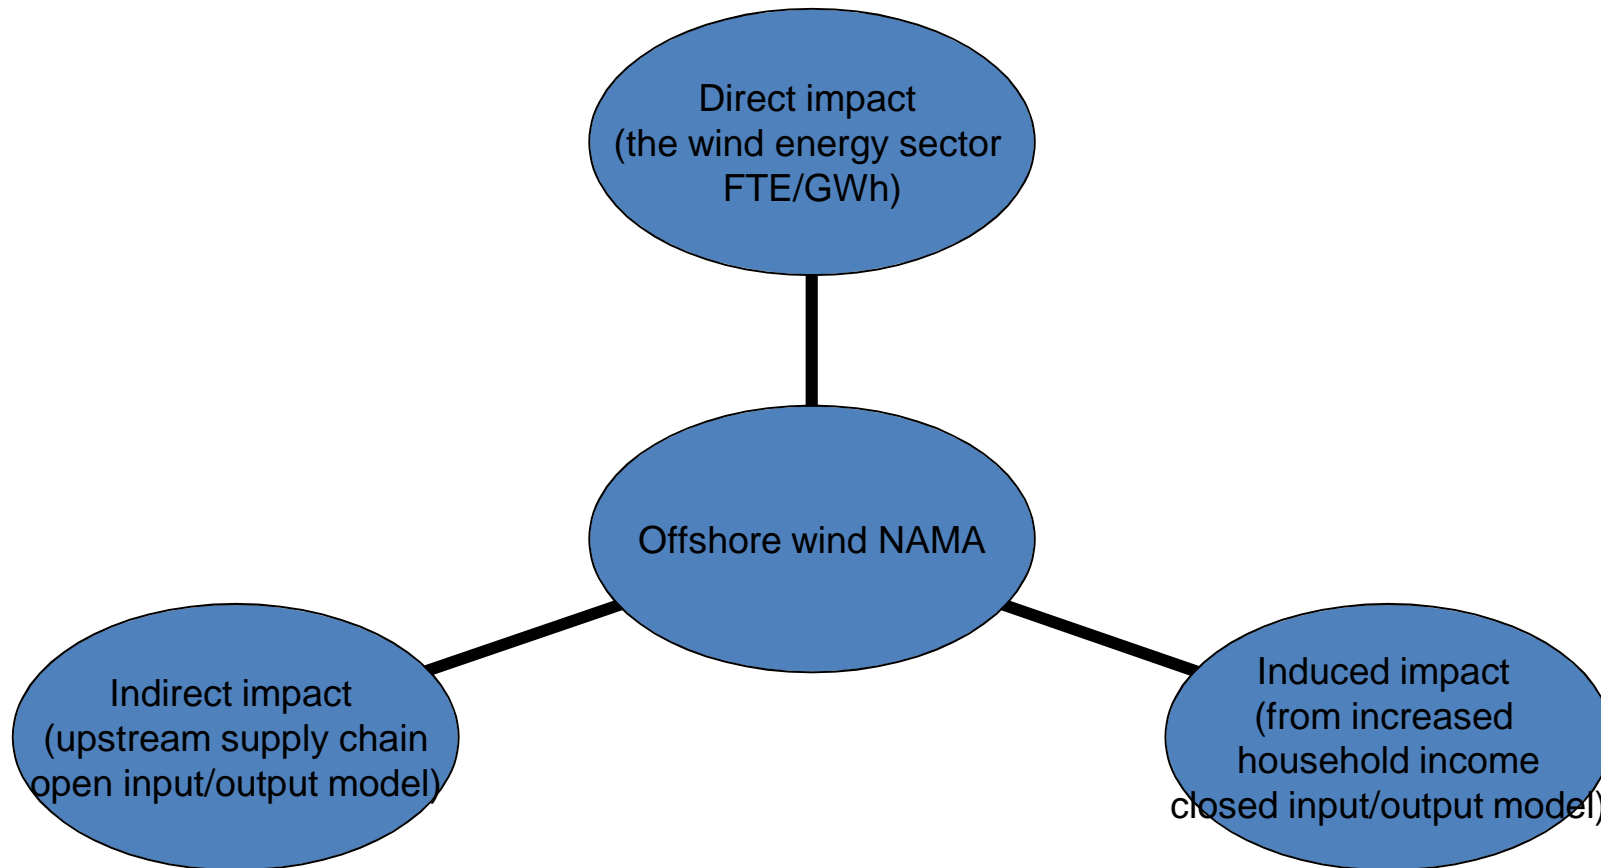 Direct impact
(the wind energy sector
FTE/GWh)
Offshore wind NAMA
Indirect impact
(upstream supply chain
open input/output model)
Induced impact
(from increased
household income
closed input/output model)